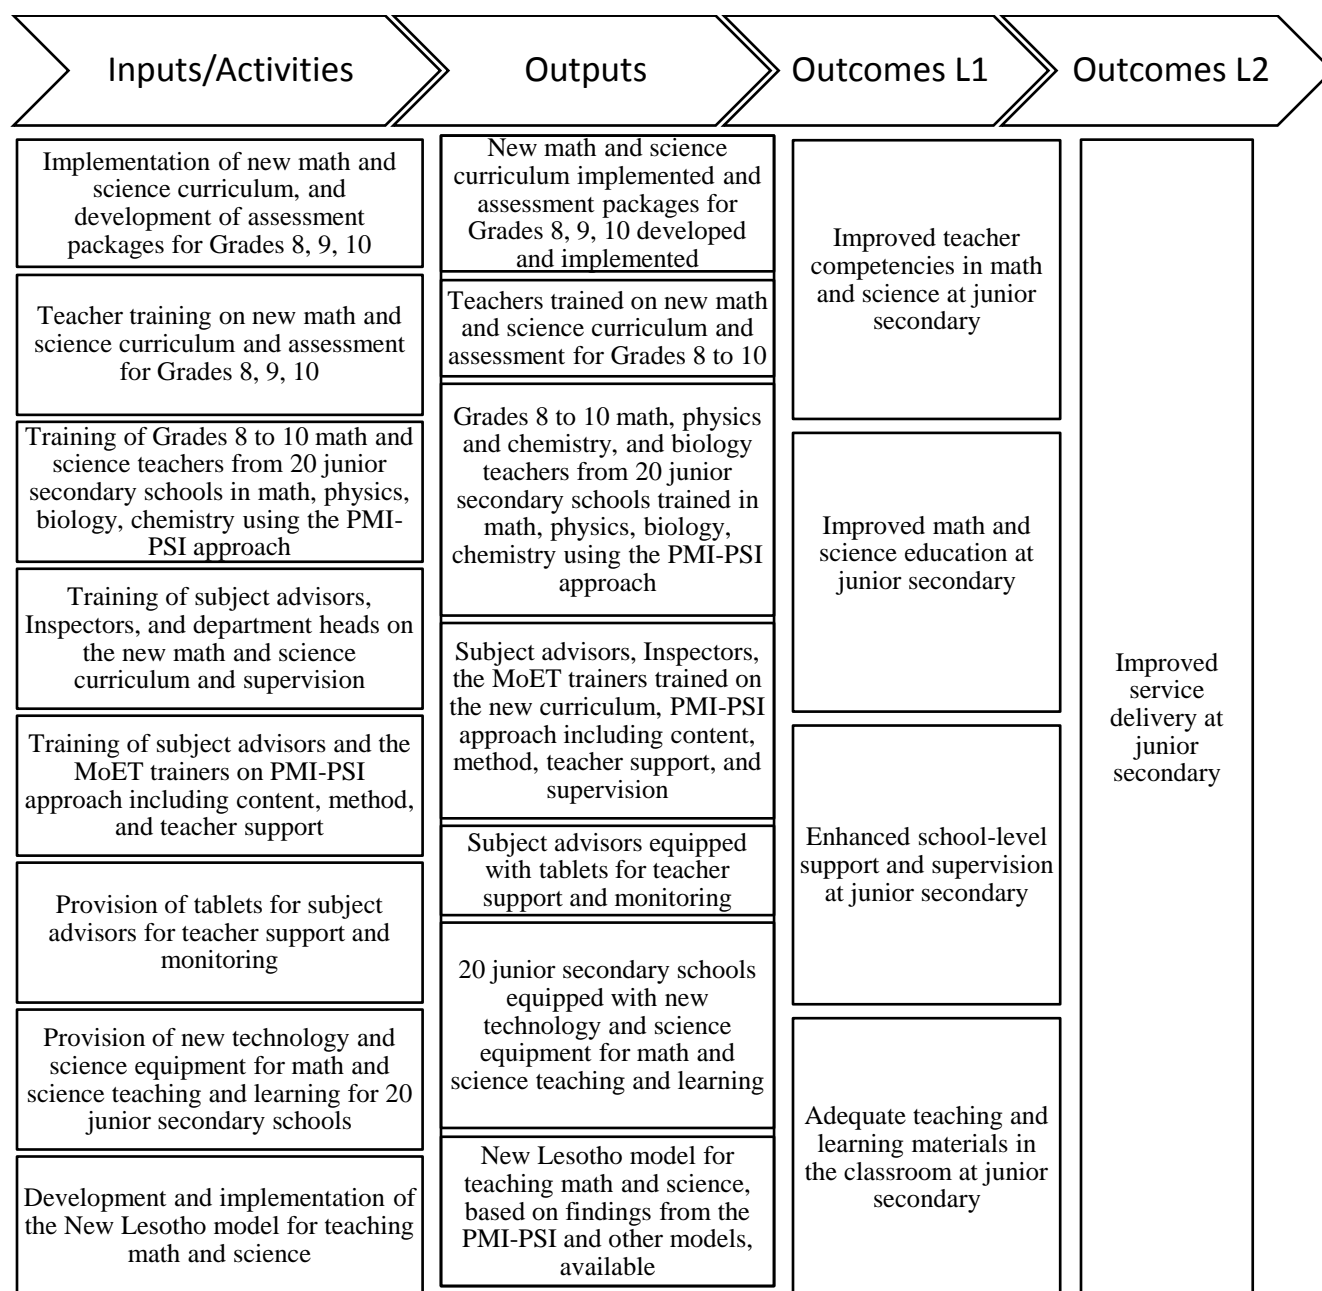 Inputs/Activities
Outputs
Outcomes L1
Outcomes L2
Implementation of new math and
science curriculum, and
development of assessment
packages for Grades 8, 9, 10
Teacher training on new math and
science curriculum and assessment
for Grades 8, 9, 10
Training of Grades 8 to 10 math and
science teachers from 20 junior
secondary schools in math, physics,
biology, chemistry using the PMI-
PSI approach
Training of subject advisors,
Inspectors, and department heads on
the new math and science
curriculum and supervision
Training of subject advisors and the
MoET trainers on PMI-PSI
approach including content, method,
and teacher support
Provision of tablets for subject
advisors for teacher support and
monitoring
Provision of new technology and
science equipment for math and
science teaching and learning for 20
junior secondary schools
Development and implementation of
the New Lesotho model for teaching
math and science
New math and science
curriculum implemented and
assessment packages for
Grades 8, 9, 10 developed
and implemented
Teachers trained on new math
and science curriculum and
assessment for Grades 8 to 10
Grades 8 to 10 math, physics
and chemistry, and biology
teachers from 20 junior
secondary schools trained in
math, physics, biology,
chemistry using the PMI-PSI
approach
Subject advisors, Inspectors,
the MoET trainers trained on
the new curriculum, PMI-PSI
approach including content,
method, teacher support, and
supervision
Subject advisors equipped
with tablets for teacher
support and monitoring
20 junior secondary schools
equipped with new
technology and science
equipment for math and
science teaching and learning
New Lesotho model for
teaching math and science,
based on findings from the
PMI-PSI and other models,
available
Improved teacher
competencies in math
and science at junior
secondary
Improved math and
science education at
junior secondary
Enhanced school-level
support and supervision
at junior secondary
Adequate teaching and
learning materials in
the classroom at junior
secondary
Improved
service
delivery at
junior
secondary